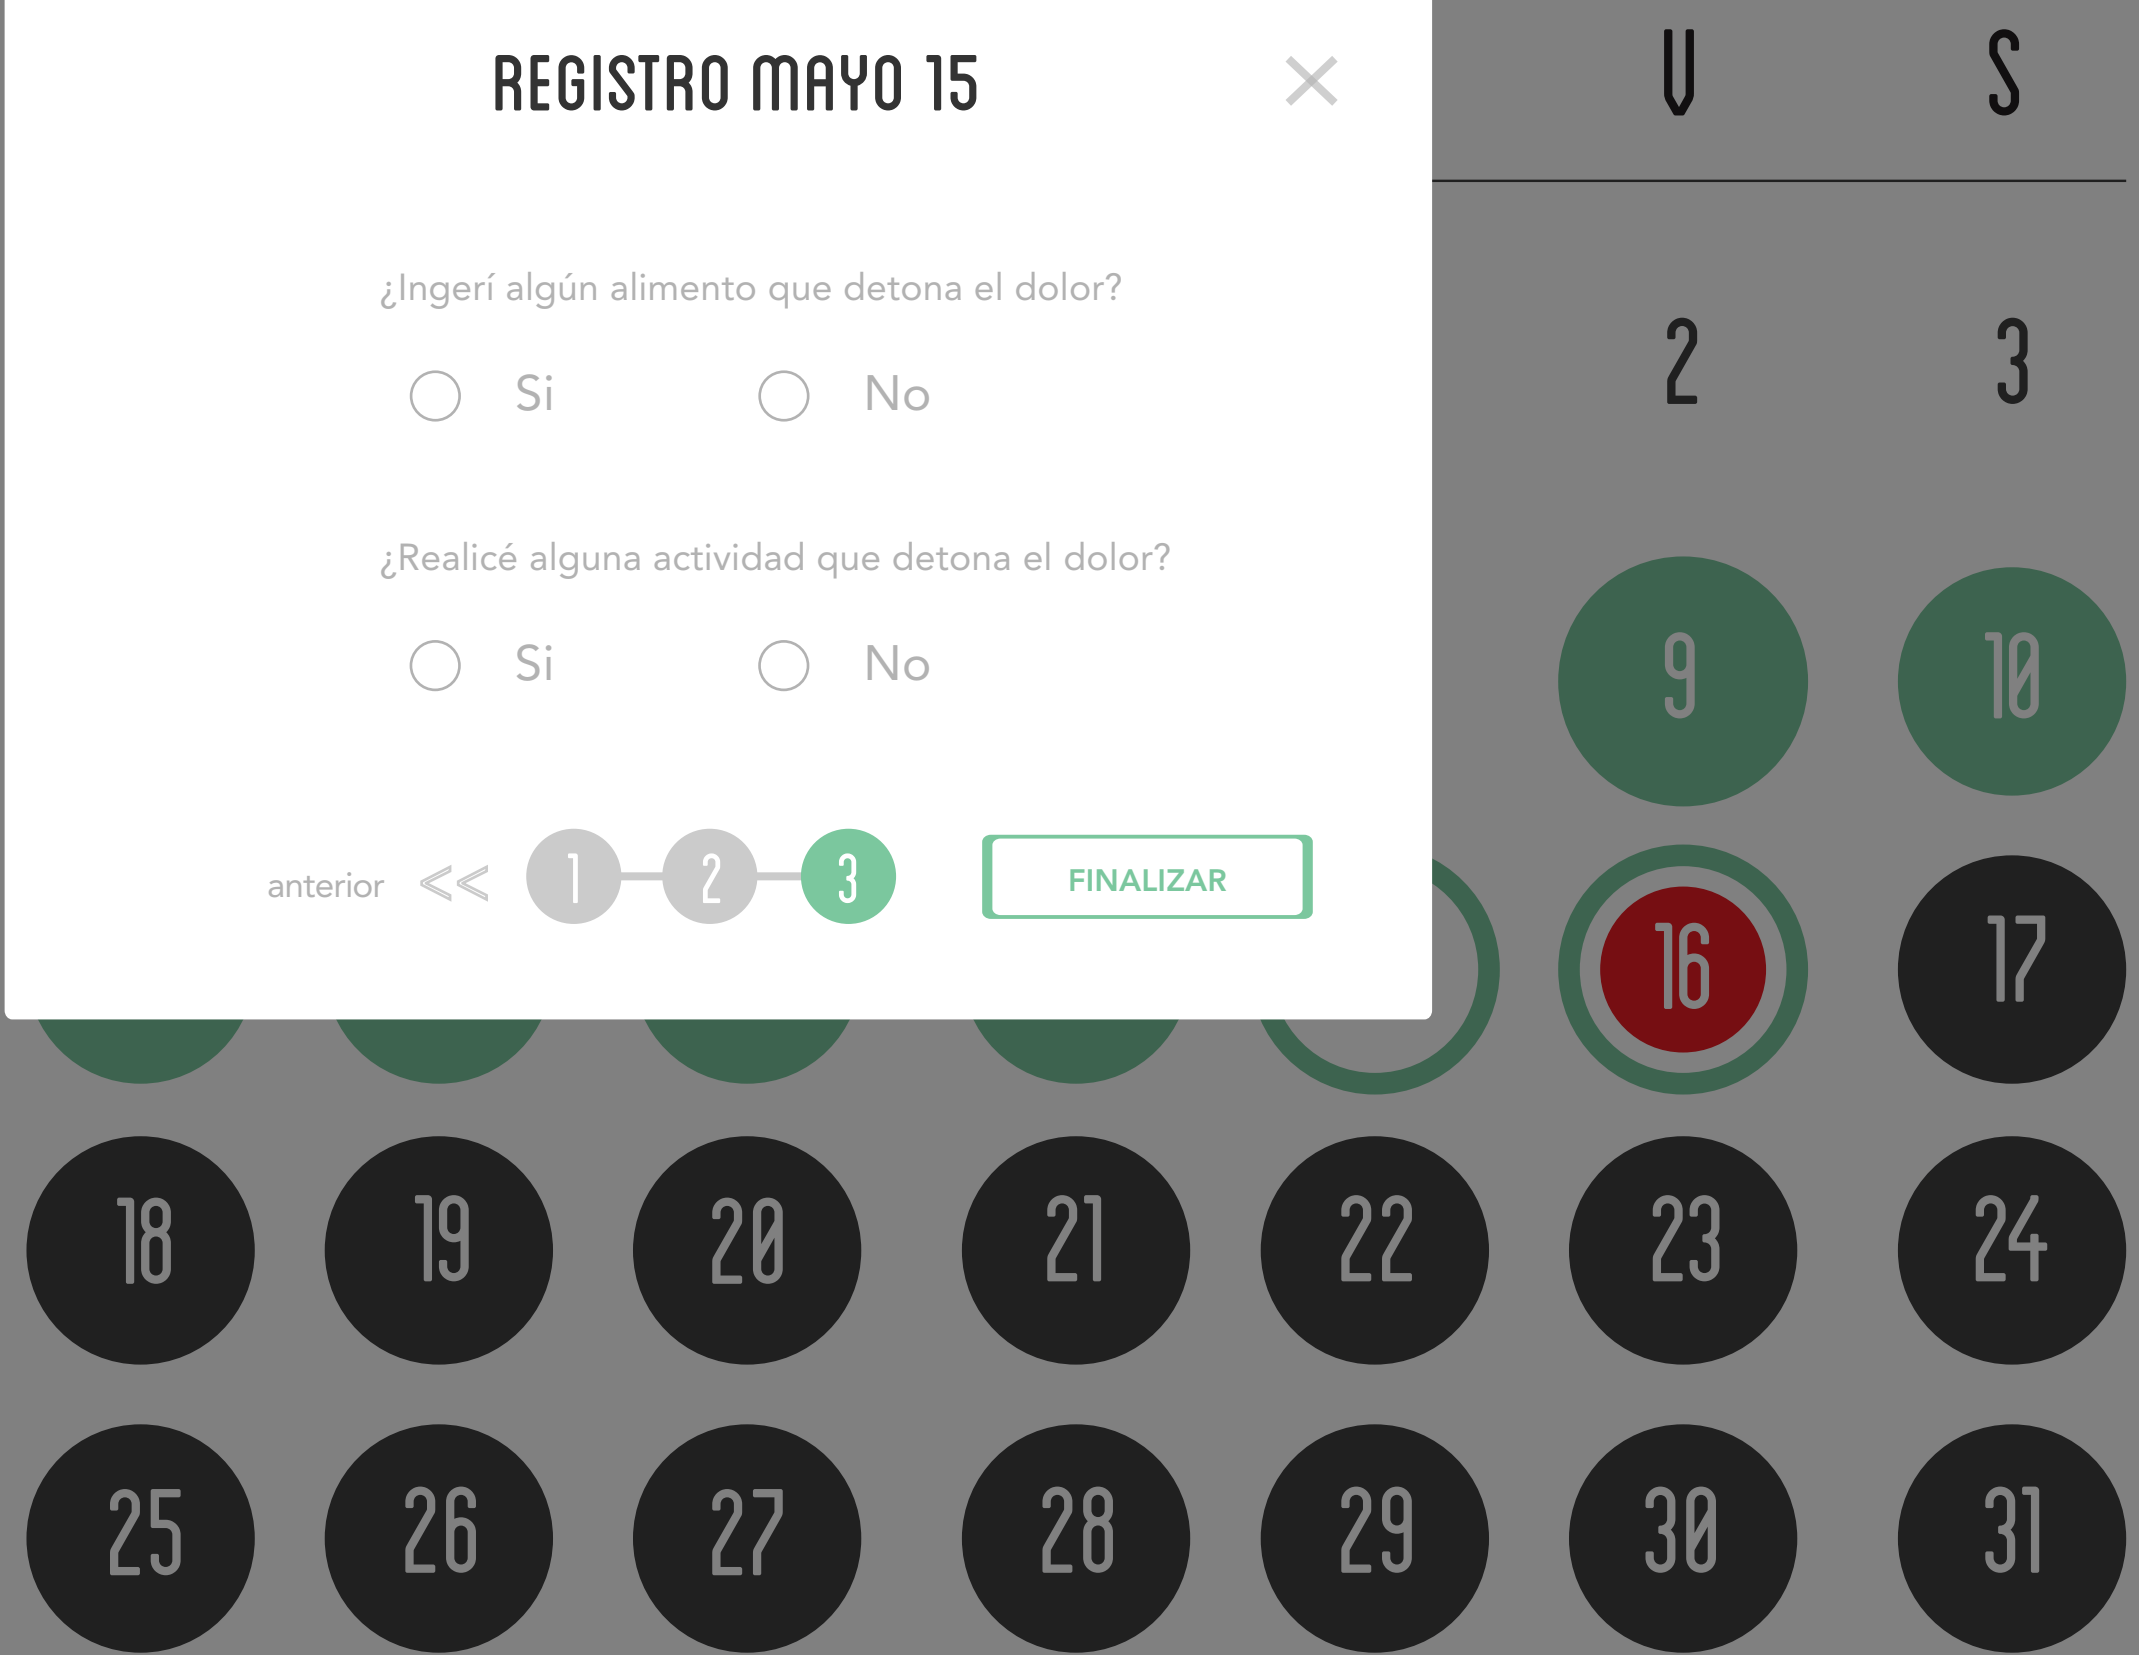 REGISTRO MAYO 15
V S
¿Ingerí algún alimento que detona el dolor?
Si No
2 3
¿Realicé alguna actividad que detona el dolor?
Si No
9 10
anterior << 1 2 3 FINALIZAR
16 17
18 19 20 21 22 23 24
25 26 27 28 29 30 31